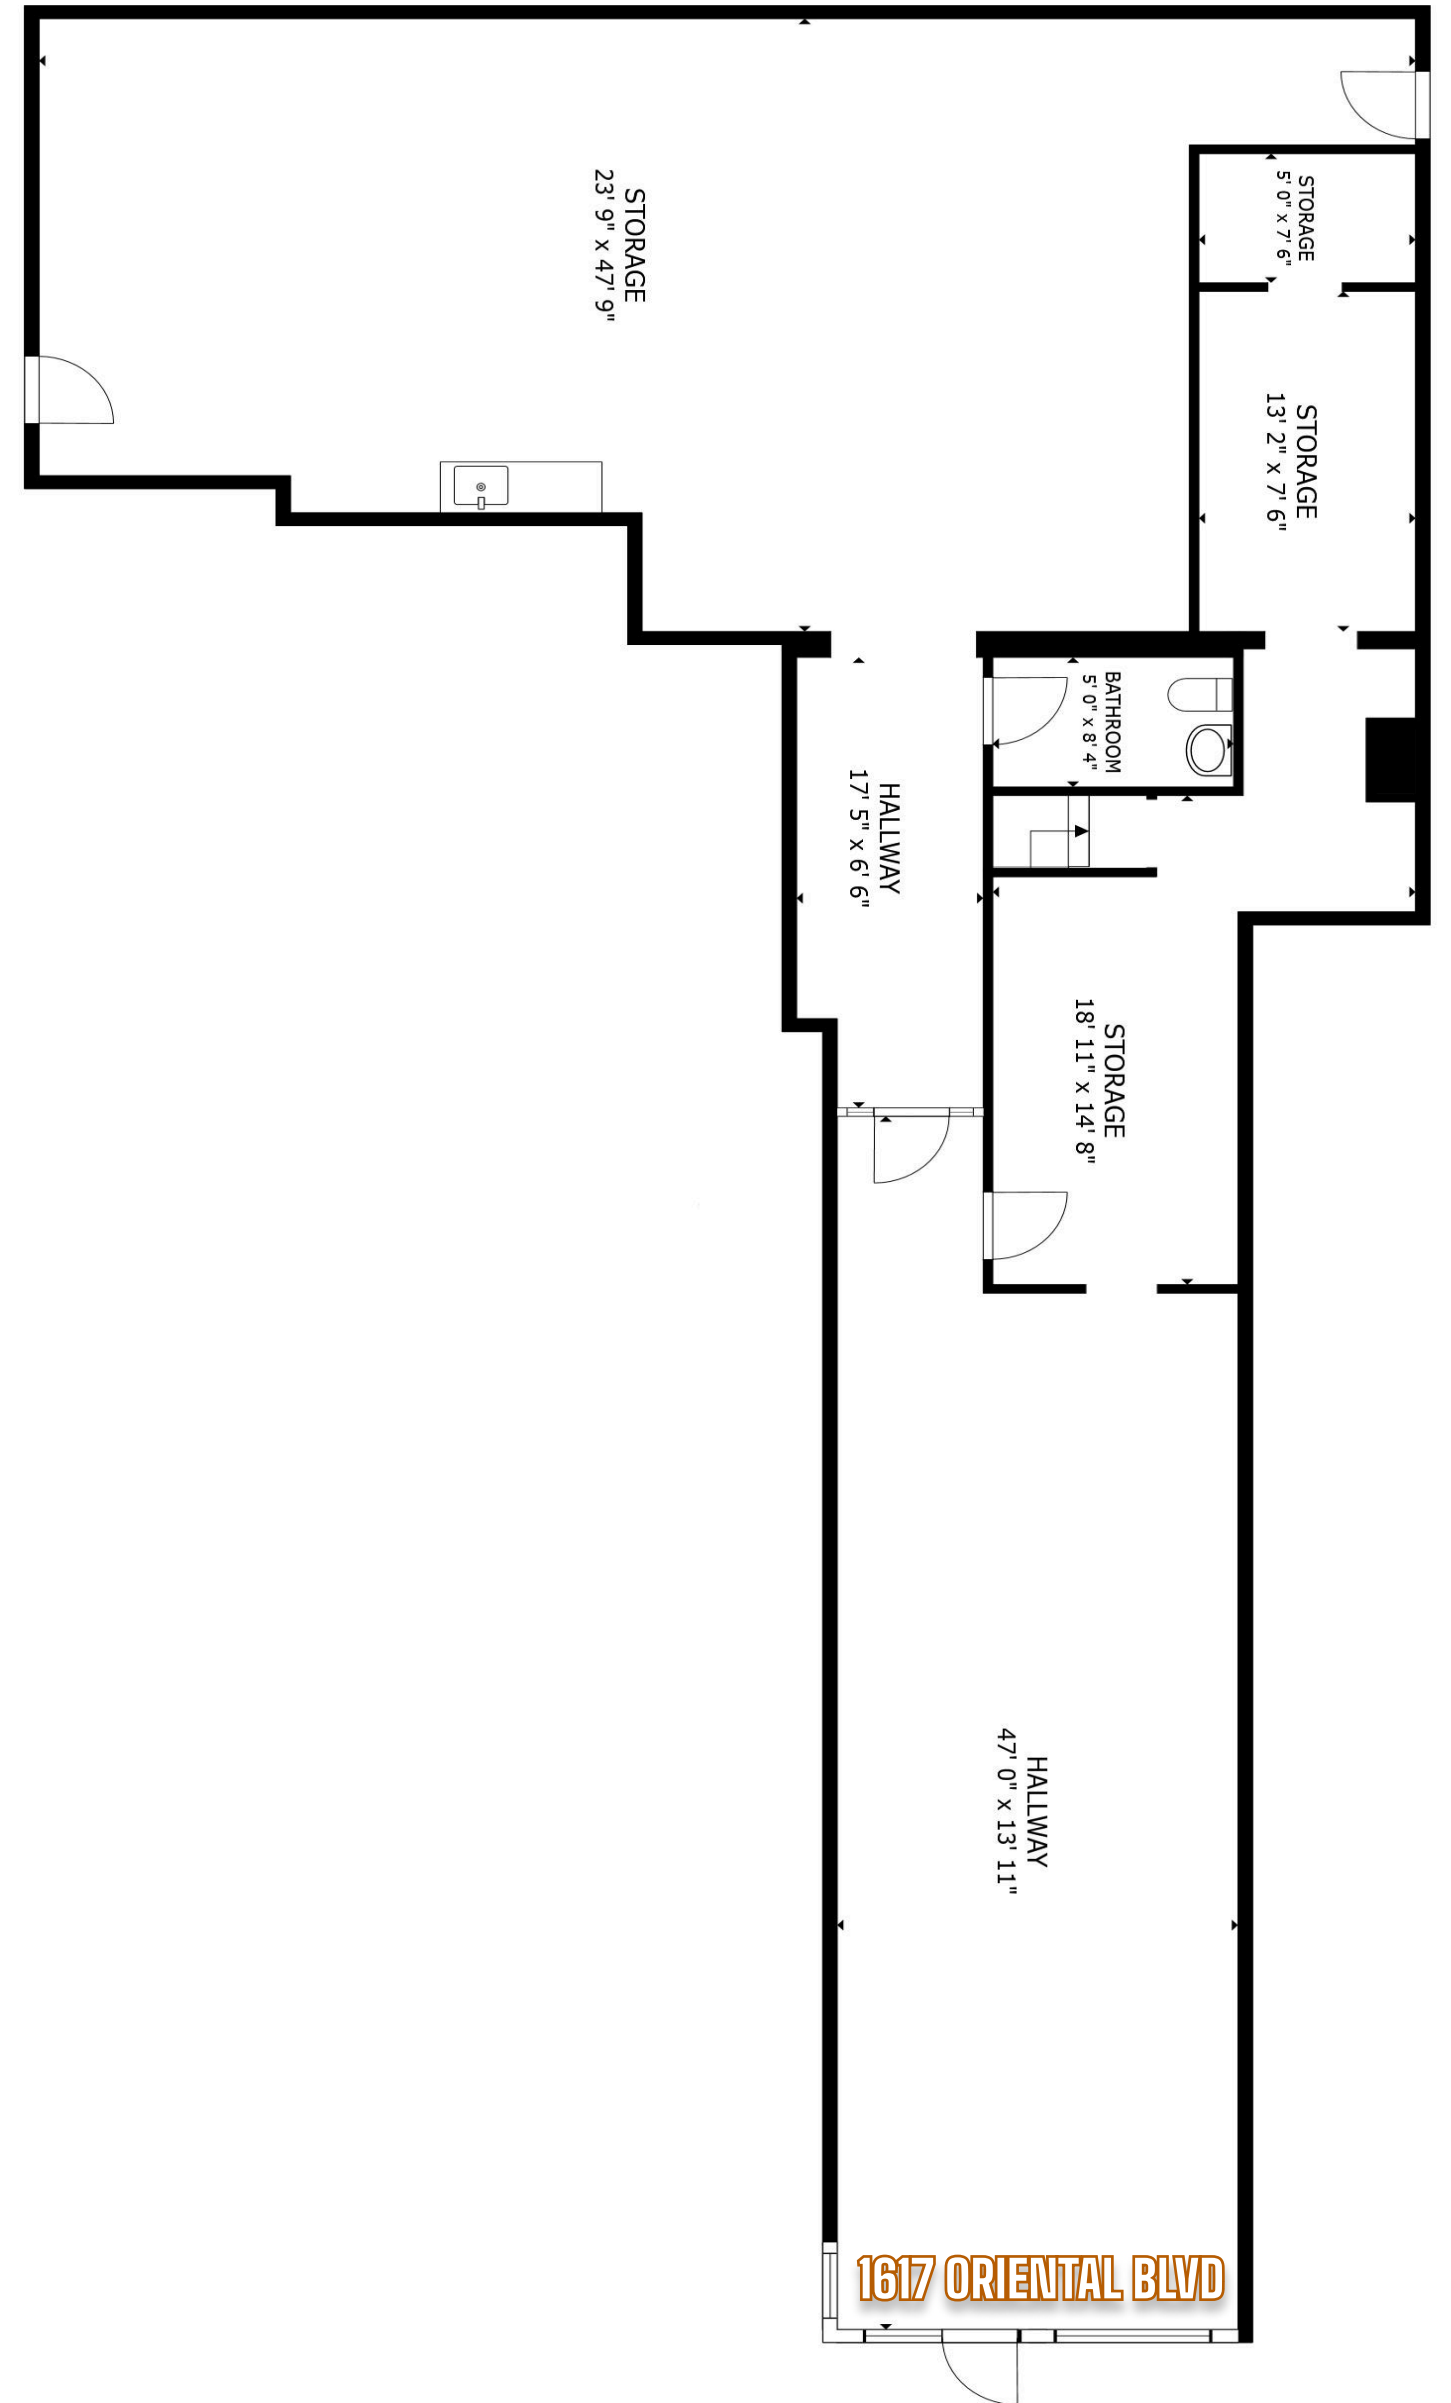 STORAGE
23' 9" x 47' 9"
STORAGE
5' 0" x 7' 6"
STORAGE
13' 2" x 7' 6"
BATHROOM
5' 0" x 8' 4"
HALLWAY
17' 5" x 6' 6"
STORAGE
18' 11" x 14' 8"
HALLWAY
47' 0" x 13' 11"
1617 ORIENTAL BLVD